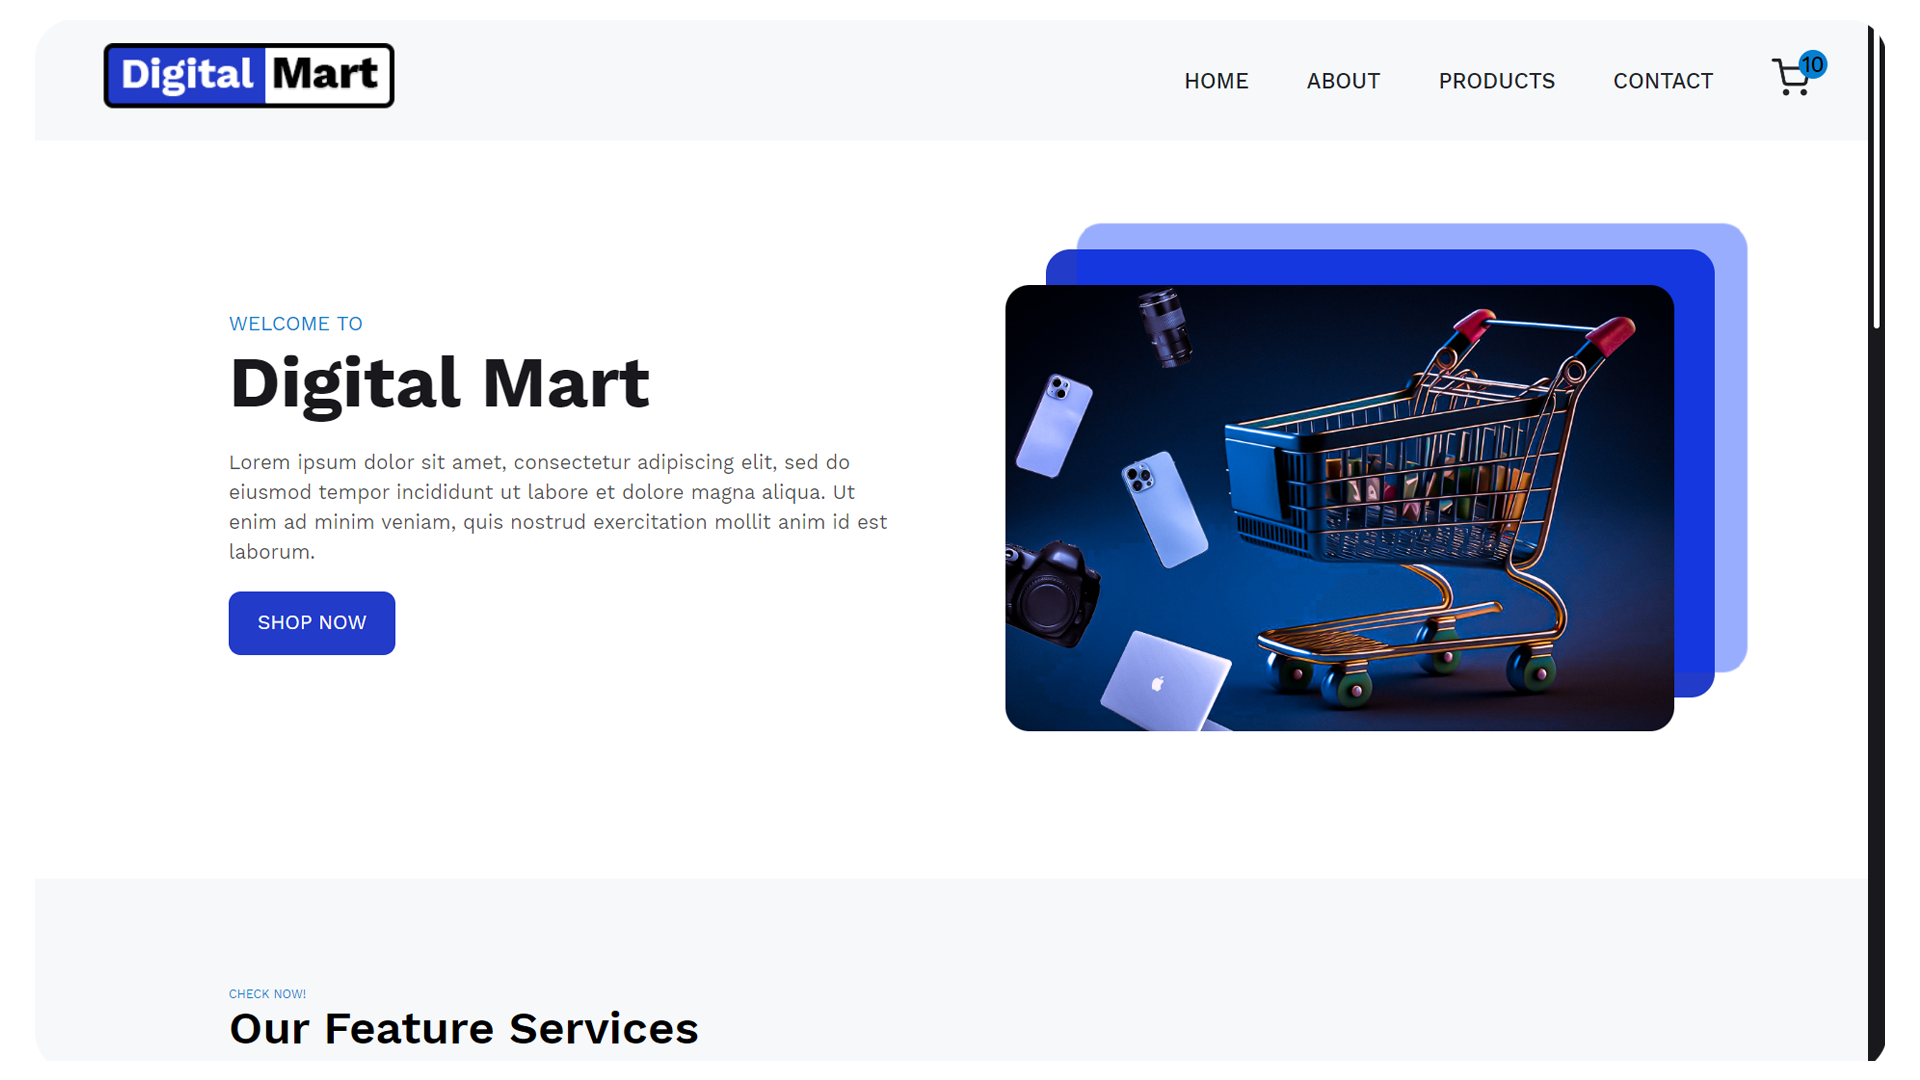 Digital Mart
HOME ABOUT PRODUCTS CONTACT 10
WELCOME TO
Digital Mart
Lorem ipsum dolor sit amet, consectetur adipiscing elit, sed do
eiusmod tempor incididunt ut labore et dolore magna aliqua. Ut
enim ad minim veniam, quis nostrud exercitation mollit anim id est
laborum.
SHOP NOW
CHECK NOW!
Our Feature Services